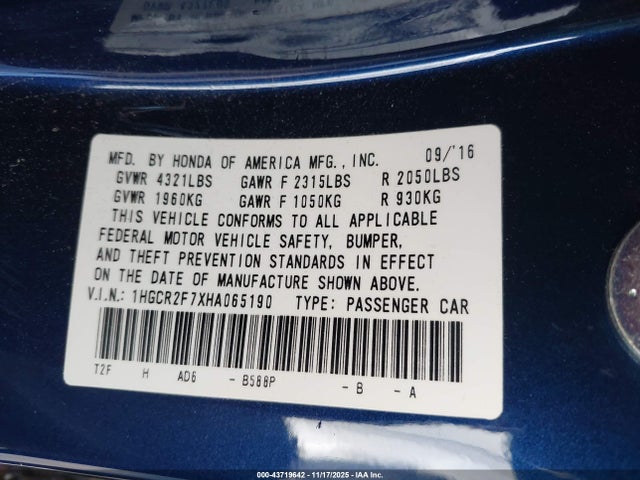 MFD. BY HONDA OF AMERICA MFG., INC. 09/'16
GVWR 4321LBS GAWR F 2315LBS R 2050LBS
GVWR 1960KG GAWR F 1050KG R 930KG
THIS VEHICLE CONFORMS TO ALL APPLICABLE
FEDERAL MOTOR VEHICLE SAFETY, BUMPER,
AND THEFT PREVENTION STANDARDS IN EFFECT
ON THE DATE OF MANUFACTURE SHOWN ABOVE.
V.I.N.: 1HGCR2F7XHA065190 TYPE: PASSENGER CAR
T2F H AD6 - B588P - B - A
000-43719642 - 11/17/2025 - IAA Inc.